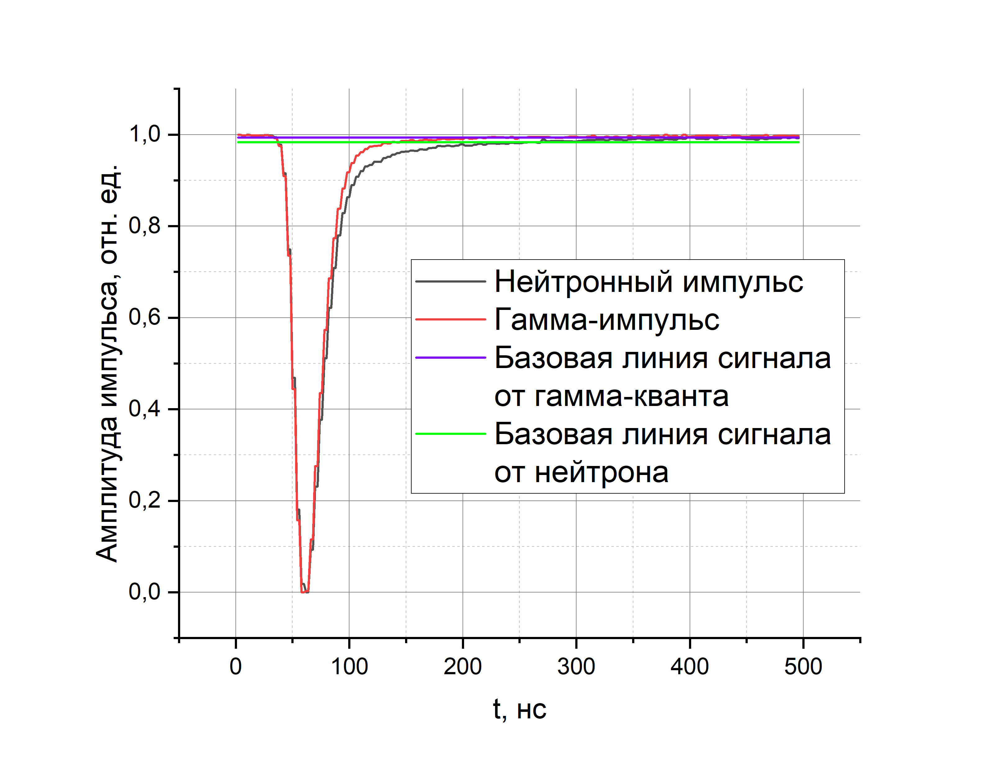 Амплитуда импульса, отн. ед.
1,0
0,8
0,6
0,4
0,2
0,0
Нейтронный импульс
Гамма-импульс
Базовая линия сигнала
от гамма-кванта
Базовая линия сигнала
от нейтрона
0 100 200 300 400 500
t, нс